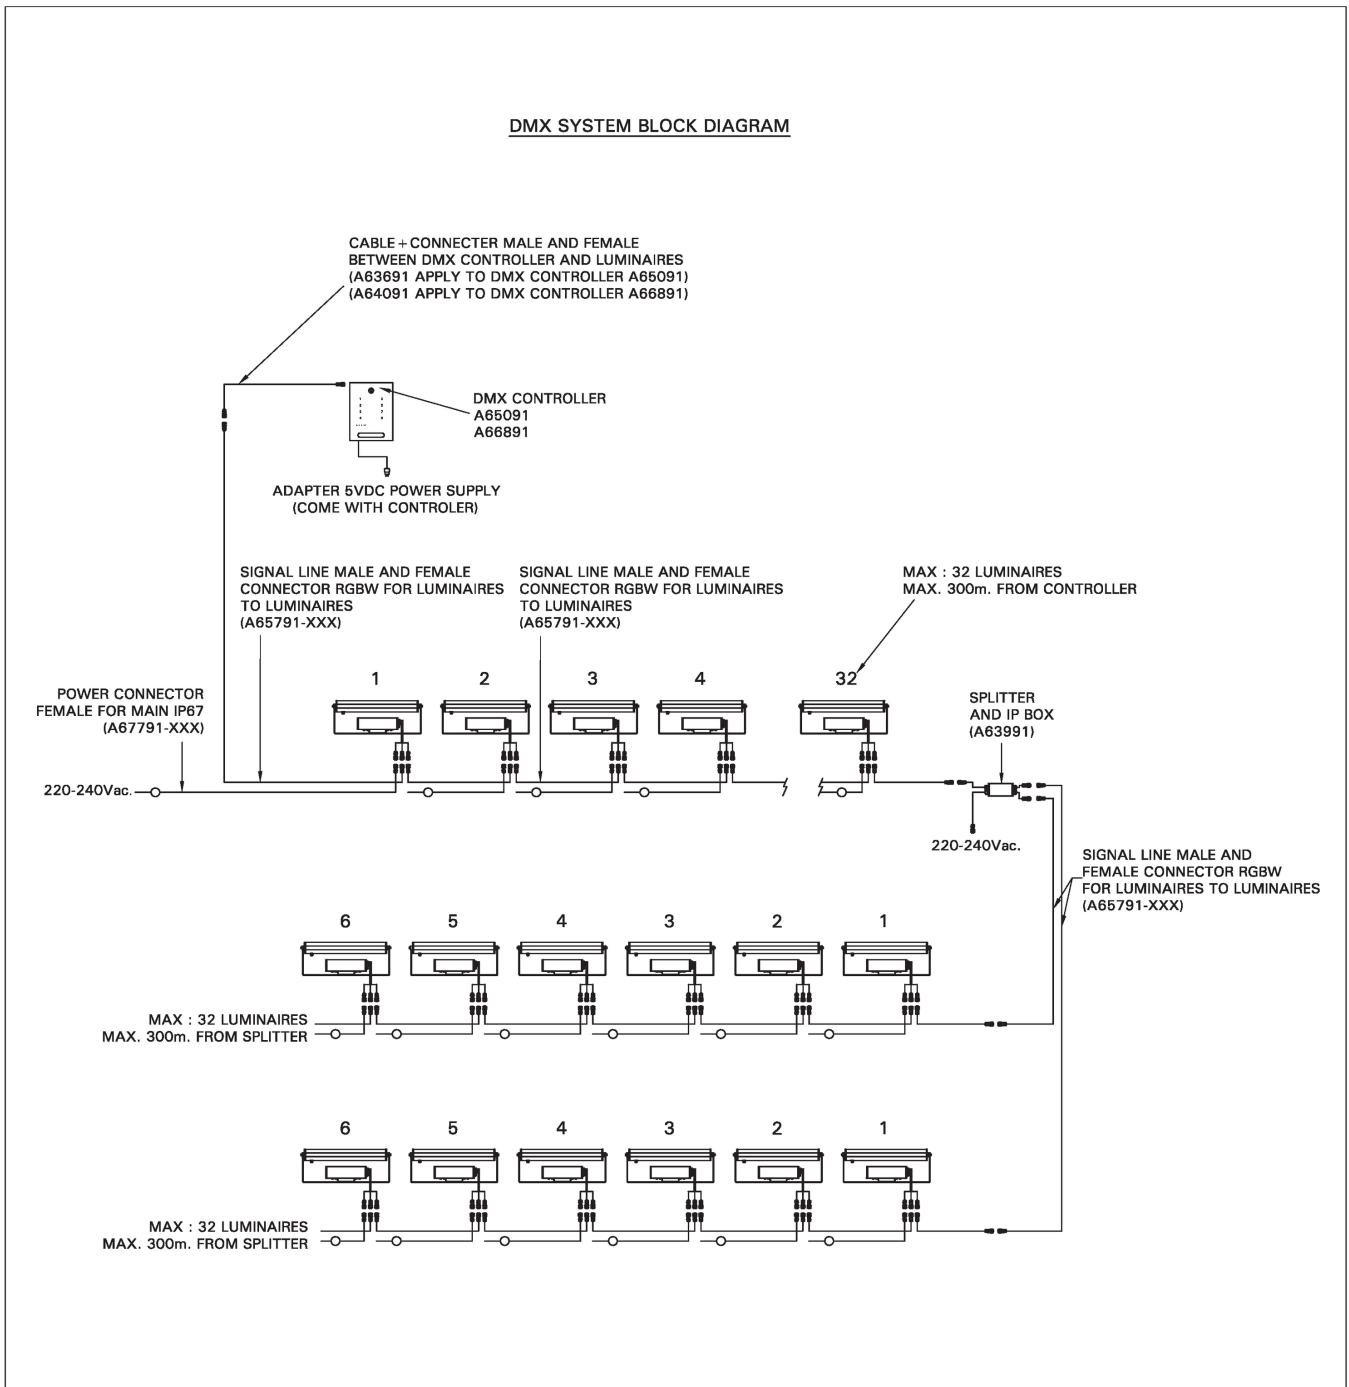 DMX SYSTEM BLOCK DIAGRAM
CABLE+CONNECTER MALE AND FEMALE
BETWEEN DMX CONTROLLER AND LUMINAIRES
(A63691 APPLY TO DMX CONTROLLER A65091)
(A64091 APPLY TO DMX CONTROLLER A66891)
DMX CONTROLLER
A65091
A66891
ADAPTER 5VDC POWER SUPPLY
(COME WITH CONTROLER)
SIGNAL LINE MALE AND FEMALE
CONNECTOR RGBW FOR LUMINAIRES
TO LUMINAIRES
(A65791-XXX)
SIGNAL LINE MALE AND FEMALE
CONNECTOR RGBW FOR LUMINAIRES
TO LUMINAIRES
(A65791-XXX)
MAX : 32 LUMINAIRES
MAX. 300m. FROM CONTROLLER
1 2 3 4 32
POWER CONNECTOR
FEMALE FOR MAIN IP67
(A67791-XXX)
SPLITTER
AND IP BOX
(A63991)
220-240Vac.
220-240Vac.
SIGNAL LINE MALE AND
FEMALE CONNECTOR RGBW
FOR LUMINAIRES TO LUMINAIRES
(A65791-XXX)
6 5 4 3 2 1
MAX : 32 LUMINAIRES
MAX. 300m. FROM SPLITTER
6 5 4 3 2 1
MAX : 32 LUMINAIRES
MAX. 300m. FROM SPLITTER